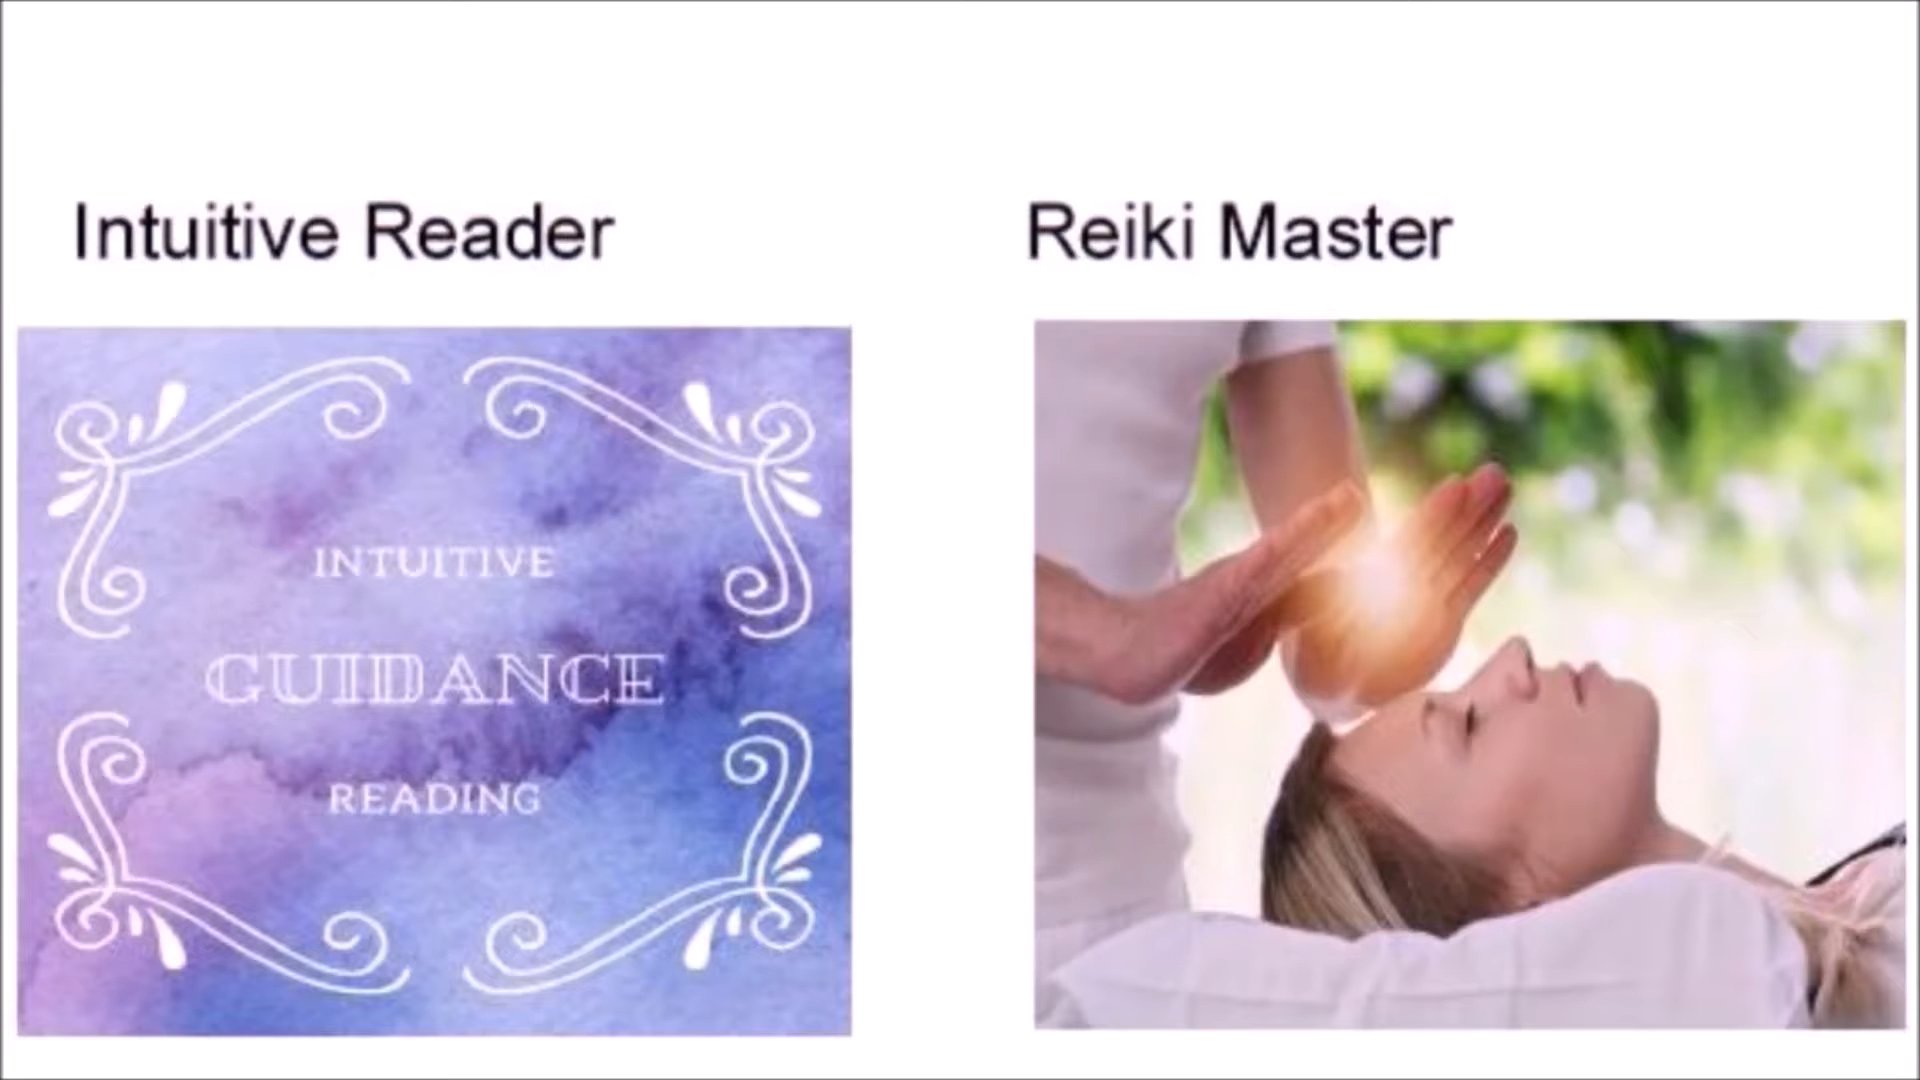 Intuitive Reader
Reiki Master
INTUITIVE
GUIDANCE
READING